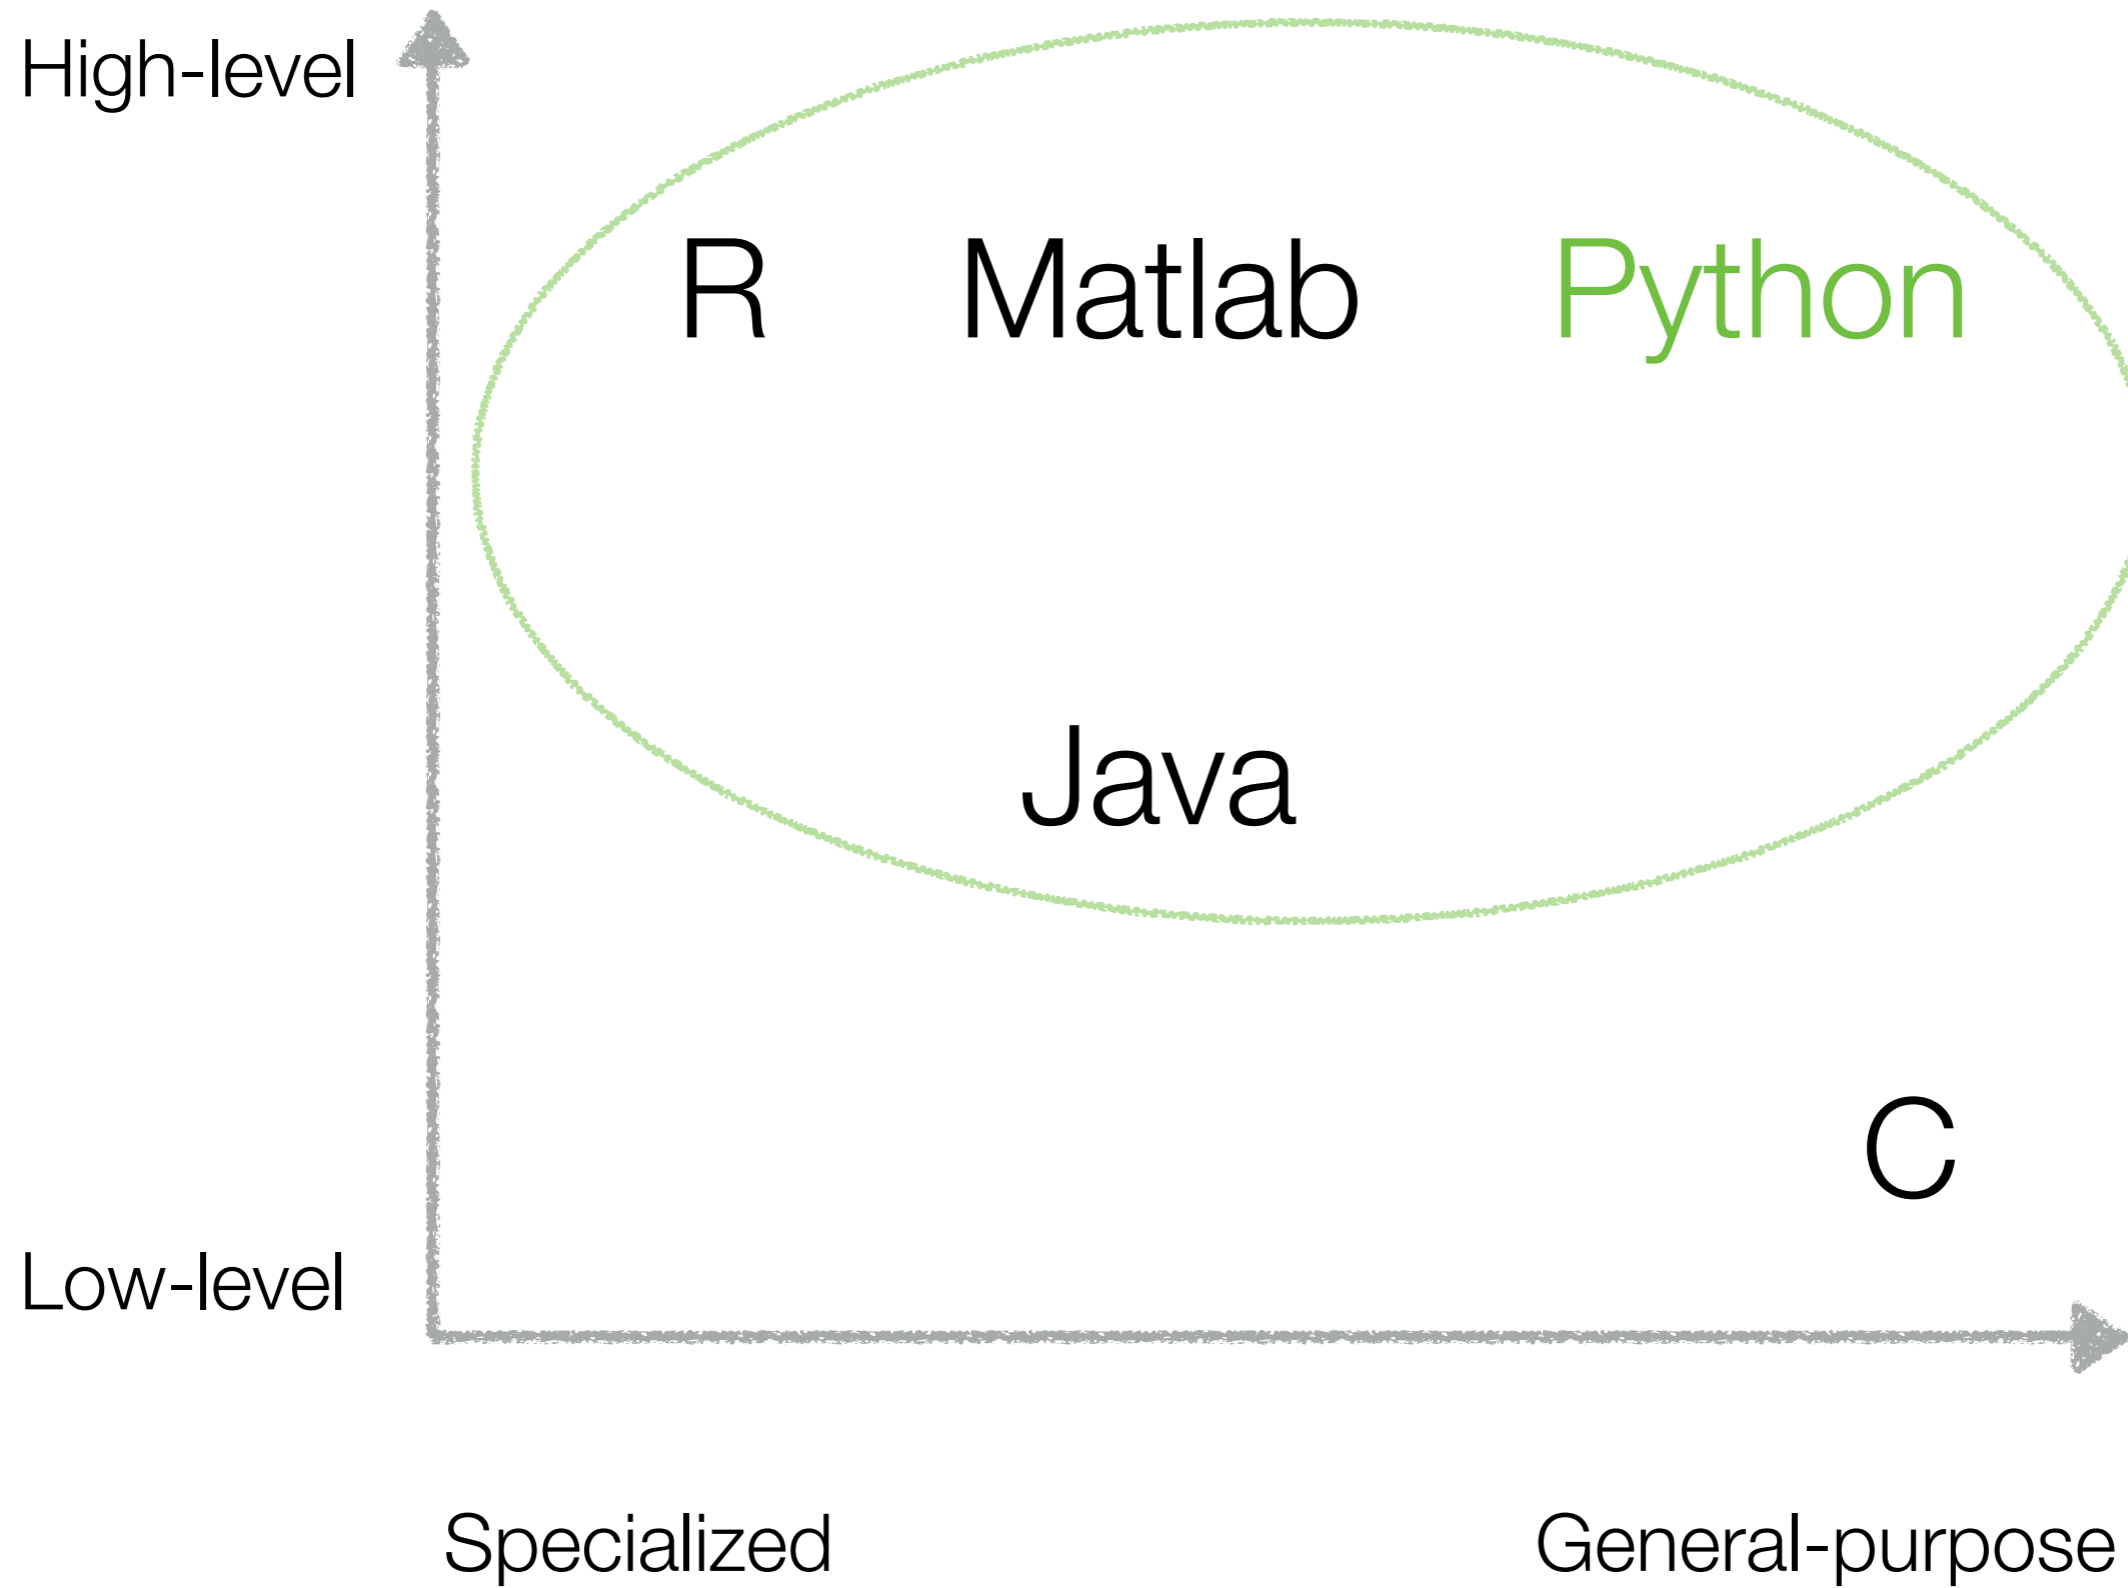 High-level
R Matlab Python
Java
C
Low-level
Specialized General-purpose